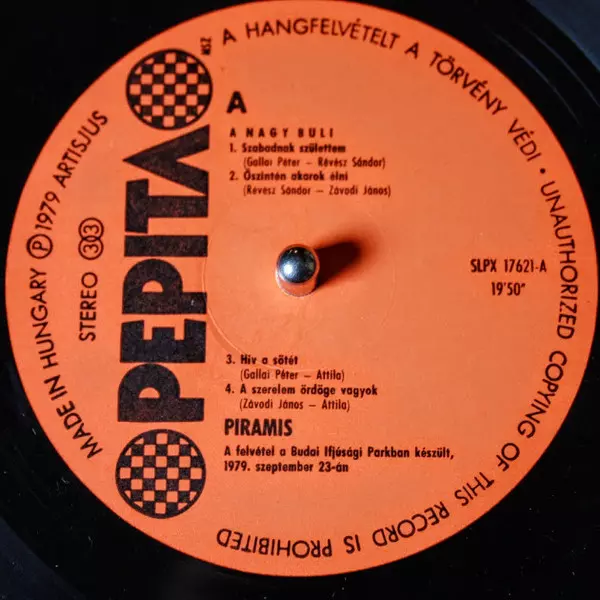 MADE IN HUNGARY Ⓟ 1979 ARTISJUS
NSZ A HANGFELVÉTELT A TÖRVÉNY VÉDI • UNAUTHORIZED COPYING OF THIS RECORD IS PROHIBITED
STEREO 33
PEPITA
A
A NAGY BULI
1. Szabadnak születtem
(Gallai Péter – Révész Sándor)
2. Őszintén akarok élni
(Révész Sándor – Závodi János)
SLPX 17621-A
19'50"
3. Hív a sötét
(Gallai Péter – Attila)
4. A szerelem ördöge vagyok
(Závodi János – Attila)
PIRAMIS
A felvétel a Budai Ifjúsági Parkban készült,
1979. szeptember 23-án